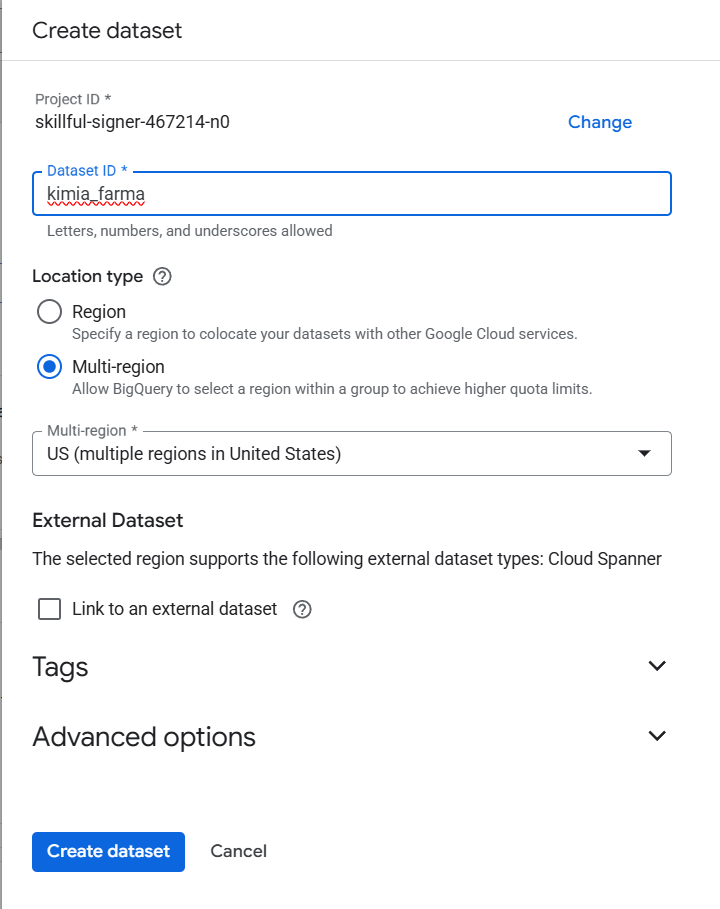 Create dataset
Project ID *
skillful-signer-467214-n0
Change
Dataset ID *
kimia_farma
Letters, numbers, and underscores allowed
Location type
Region
Specify a region to colocate your datasets with other Google Cloud services.
Multi-region
Allow BigQuery to select a region within a group to achieve higher quota limits.
Multi-region *
US (multiple regions in United States)
External Dataset
The selected region supports the following external dataset types: Cloud Spanner
Link to an external dataset
Tags
Advanced options
Create dataset
Cancel